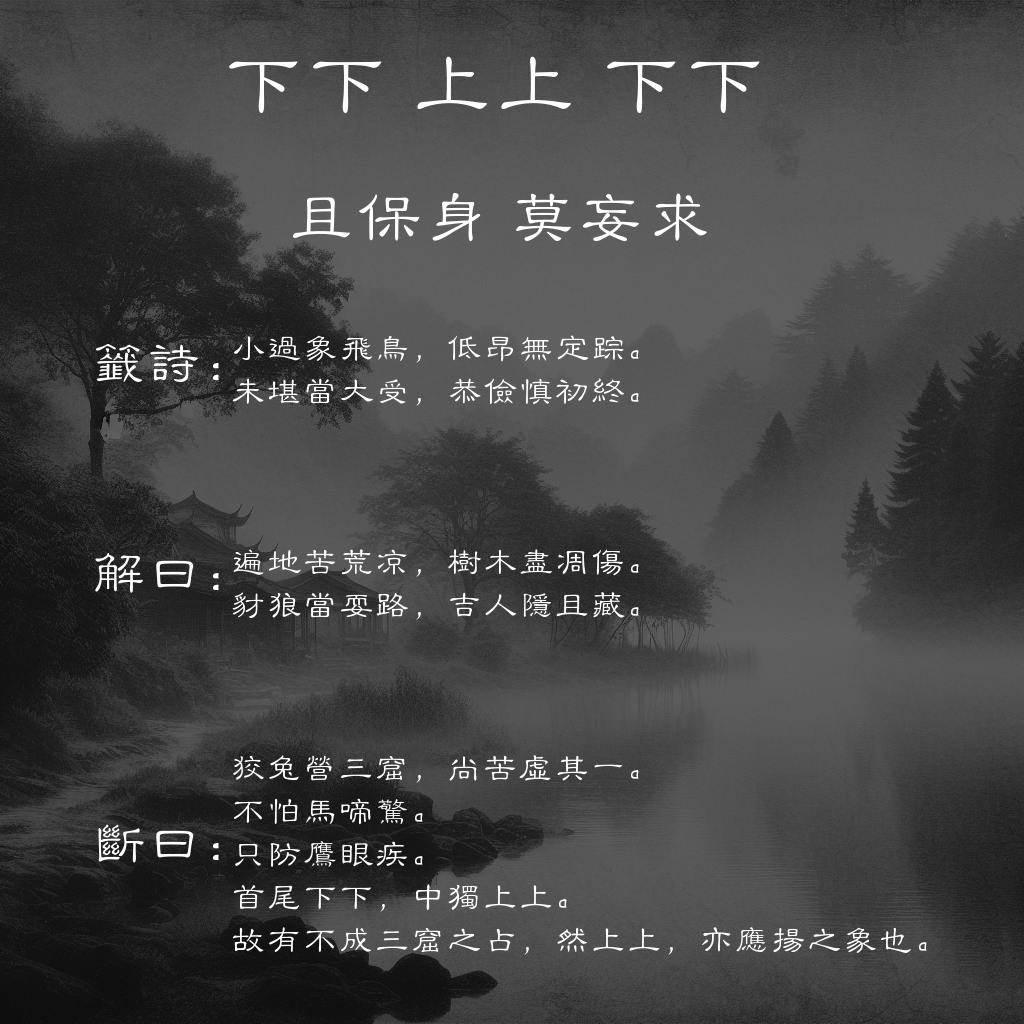 下下 上上 下下
且保身 莫妄求
籤詩：小過象飛鳥，低昂無定踪。
未堪當大受，恭儉慎初終。
解曰：遍地苦荒凉，樹木盡凋傷。
豺狼當要路，吉人隱且藏。
斷曰：狡兔營三窟，尚苦虛其一。
不怕馬啼驚。
只防鷹眼疾。
首尾下下，中獨上上。
故有不成三窟之占，然上上，亦應揚之象也。